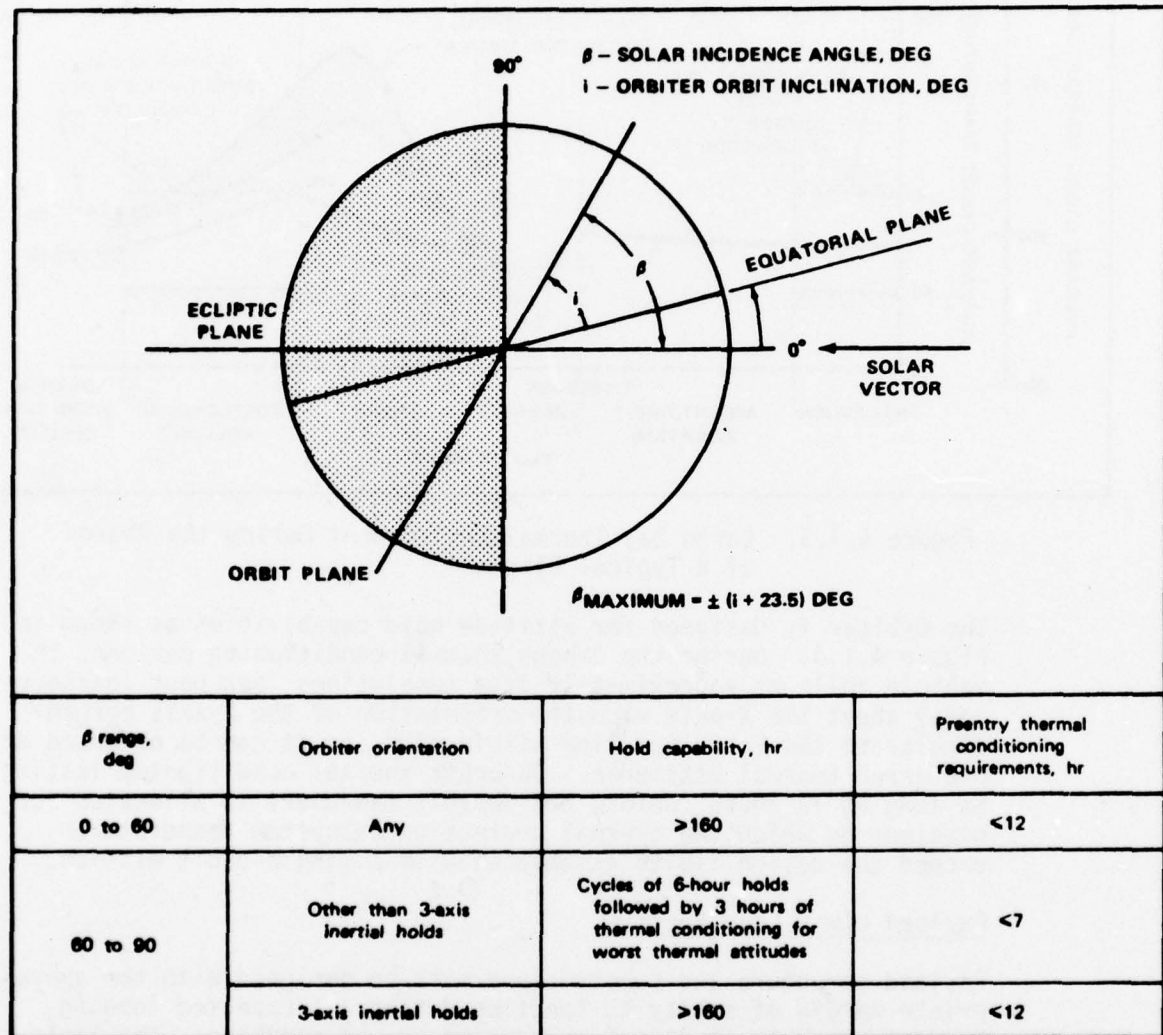 90°
β – SOLAR INCIDENCE ANGLE, DEG
i – ORBITER ORBIT INCLINATION, DEG
EQUATORIAL PLANE
β
i
ECLIPTIC
PLANE
0°
SOLAR
VECTOR
ORBIT PLANE
βMAXIMUM = ± (i + 23.5) DEG
β range,
deg
Orbiter orientation
Hold capability, hr
Preentry thermal
conditioning
requirements, hr
0 to 60
Any
≥160
≤12
60 to 90
Other than 3-axis
inertial holds
Cycles of 6-hour holds
followed by 3 hours of
thermal conditioning for
worst thermal attitudes
≤7
3-axis inertial holds
≥160
≤12